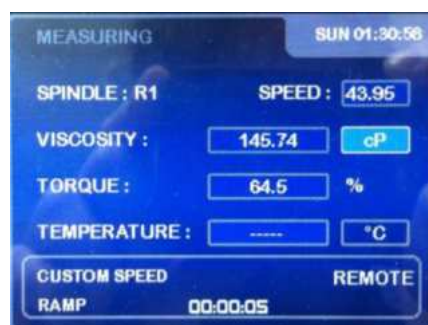 MEASURING SUN 01:30:56
SPINDLE : R1 SPEED : 43.95
VISCOSITY : 145.74 cP
TORQUE : 64.5 %
TEMPERATURE : ----- °C
CUSTOM SPEED REMOTE
RAMP 00:00:05